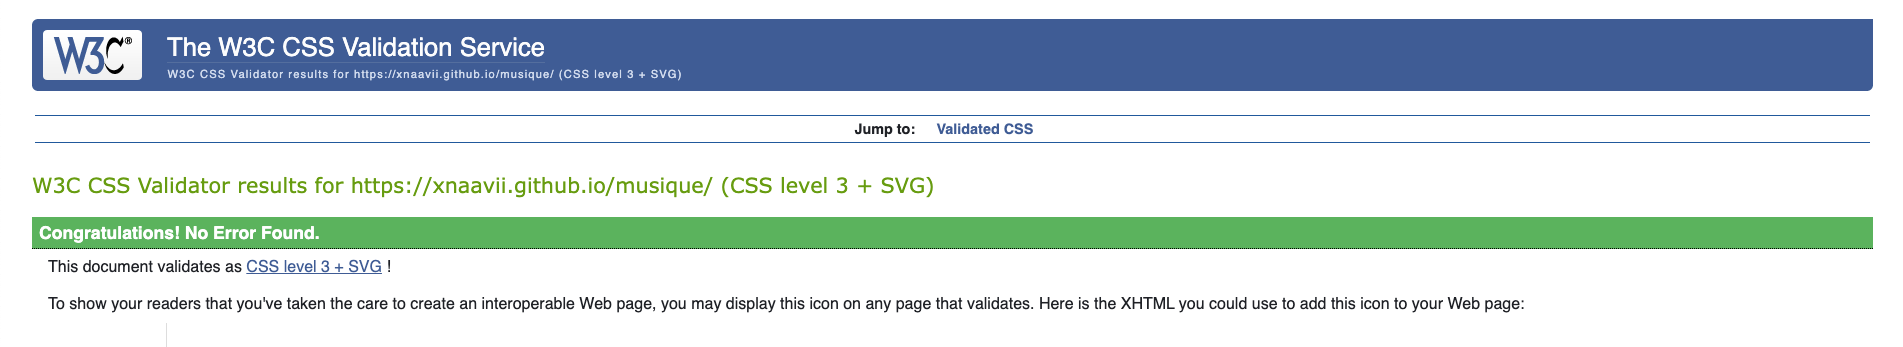 W3C®
The W3C CSS Validation Service
W3C CSS Validator results for https://xnaavii.github.io/musique/ (CSS level 3 + SVG)
Jump to: Validated CSS
W3C CSS Validator results for https://xnaavii.github.io/musique/ (CSS level 3 + SVG)
Congratulations! No Error Found.
This document validates as CSS level 3 + SVG !
To show your readers that you've taken the care to create an interoperable Web page, you may display this icon on any page that validates. Here is the XHTML you could use to add this icon to your Web page: